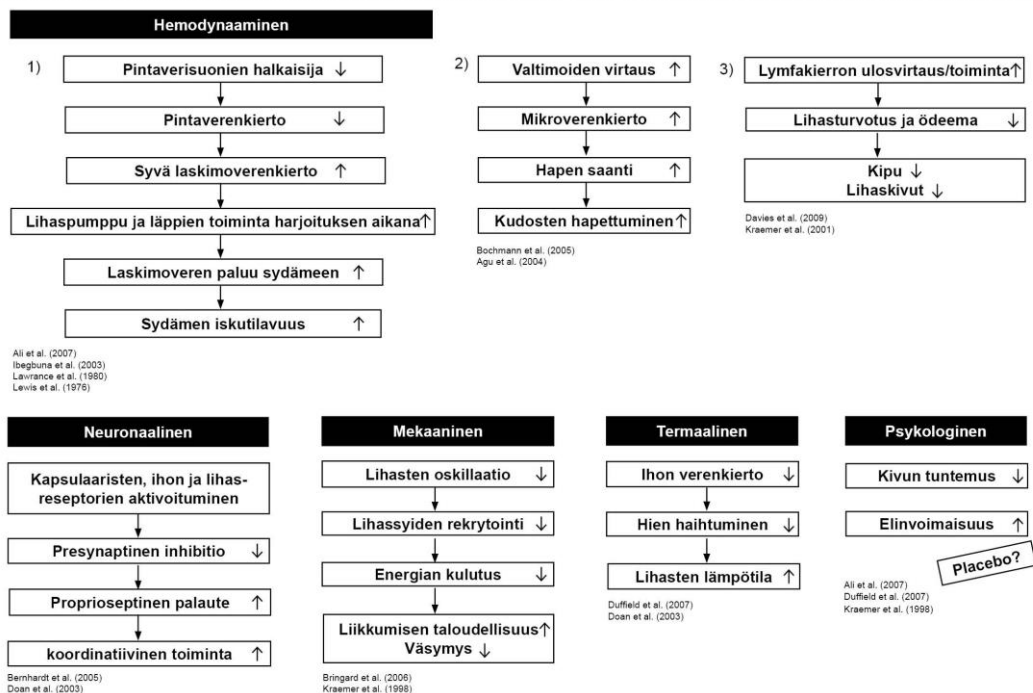 Hemodynaaminen
1)
Pintaverisuonien halkaisija ↓
Pintaverenkierto ↓
Syvä laskimoverenkierto ↑
Lihaspumppu ja läppien toiminta harjoituksen aikana ↑
Laskimoveren paluu sydämeen ↑
Sydämen iskutilavuus ↑
Ali et al. (2007)
Ibegbuna et al. (2003)
Lawrance et al. (1980)
Lewis et al. (1976)
2)
Valtimoiden virtaus ↑
Mikroverenkierto ↑
Hapen saanti ↑
Kudosten hapettuminen ↑
Bochmann et al. (2005)
Agu et al. (2004)
3)
Lymfakierron ulosvirtaus/toiminta ↑
Lihasturvotus ja ödeema ↓
Kipu ↓
Lihaskivut ↓
Davies et al. (2009)
Kraemer et al. (2001)
Neuronaalinen
Kapsulaaristen, ihon ja lihas-
reseptorien aktivoituminen
Presynaptinen inhibitio ↓
Proprioseptinen palaute ↑
koordinatiivinen toiminta ↑
Bernhardt et al. (2005)
Doan et al. (2003)
Mekaaninen
Lihasten oskillaatio ↓
Lihassyiden rekrytointi ↓
Energian kulutus ↓
Liikkumisen taloudellisuus ↑
Väsymys ↓
Bringard et al. (2006)
Kraemer et al. (1998)
Termaalinen
Ihon verenkierto ↓
Hien haihtuminen ↓
Lihasten lämpötila ↑
Duffield et al. (2007)
Doan et al. (2003)
Psykologinen
Kivun tuntemus ↓
Elinvoimaisuus ↑
Placebo?
Ali et al. (2007)
Duffield et al. (2007)
Kraemer et al. (1998)